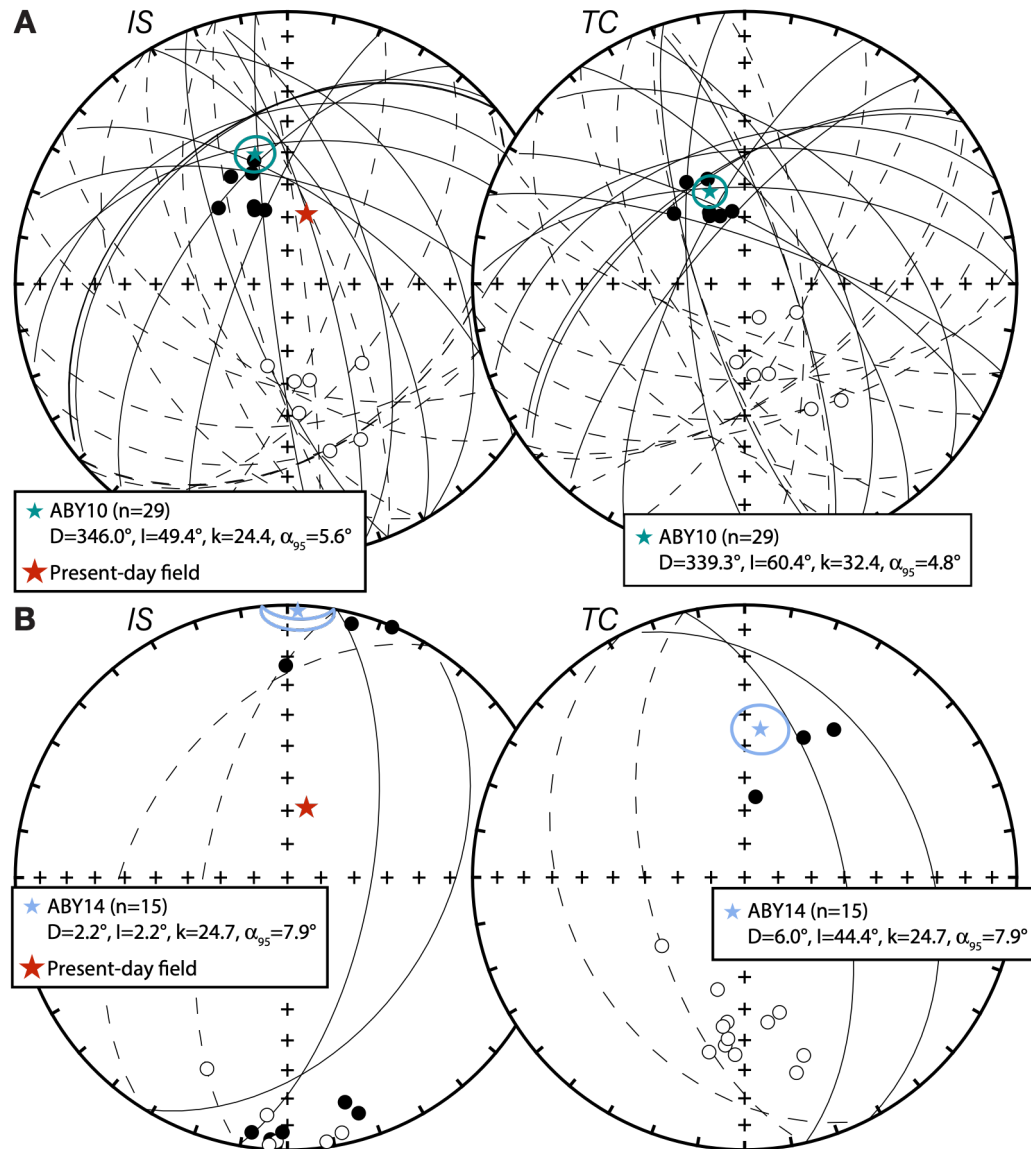 A
IS
TC
ABY10 (n=29)
D=346.0°, I=49.4°, k=24.4, α95=5.6°
Present-day field
ABY10 (n=29)
D=339.3°, I=60.4°, k=32.4, α95=4.8°
B
IS
TC
ABY14 (n=15)
D=2.2°, I=2.2°, k=24.7, α95=7.9°
Present-day field
ABY14 (n=15)
D=6.0°, I=44.4°, k=24.7, α95=7.9°